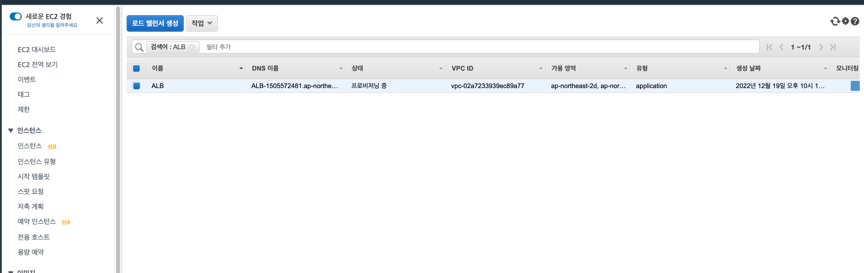 새로운 EC2 경험
당신의 생각을 알려주세요
EC2 대시보드
EC2 전역 보기
이벤트
태그
제한
인스턴스
인스턴스 신규
인스턴스 유형
시작 템플릿
스팟 요청
저축 계획
예약 인스턴스 신규
전용 호스트
용량 예약
이미지
로드 밸런서 생성 작업
검색어 : ALB 필터 추가 1 ~1/1
이름 DNS 이름 상태 VPC ID 가용 영역 유형 생성 날짜 모니터링
ALB ALB-1505572481.ap-northe... 프로비저닝 중 vpc-02a7233939ec89a77 ap-northeast-2d, ap-nor... application 2022년 12월 19일 오후 10시 1...